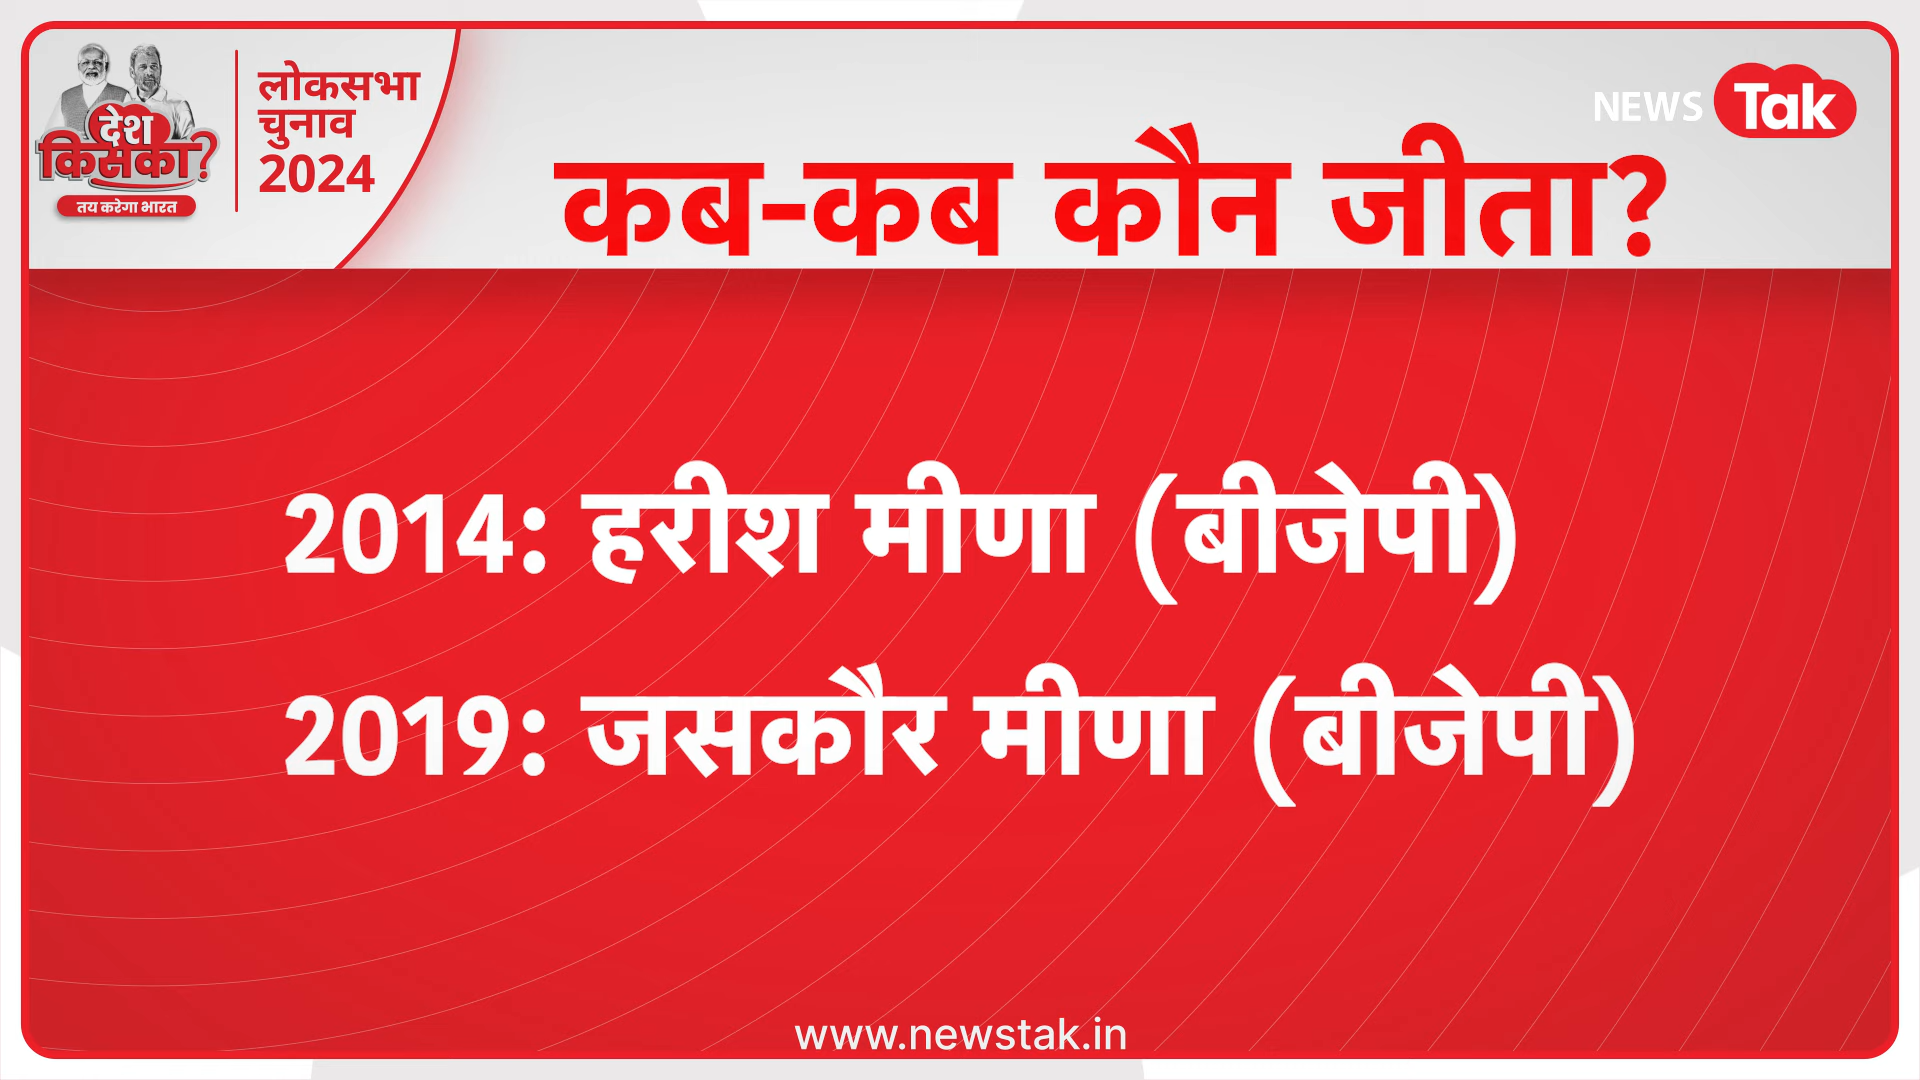 देश
किसका?
तय करेगा भारत
लोकसभा
चुनाव
2024
NEWS Tak
कब-कब कौन जीता?
2014: हरीश मीणा (बीजेपी)
2019: जसकौर मीणा (बीजेपी)
www.newstak.in